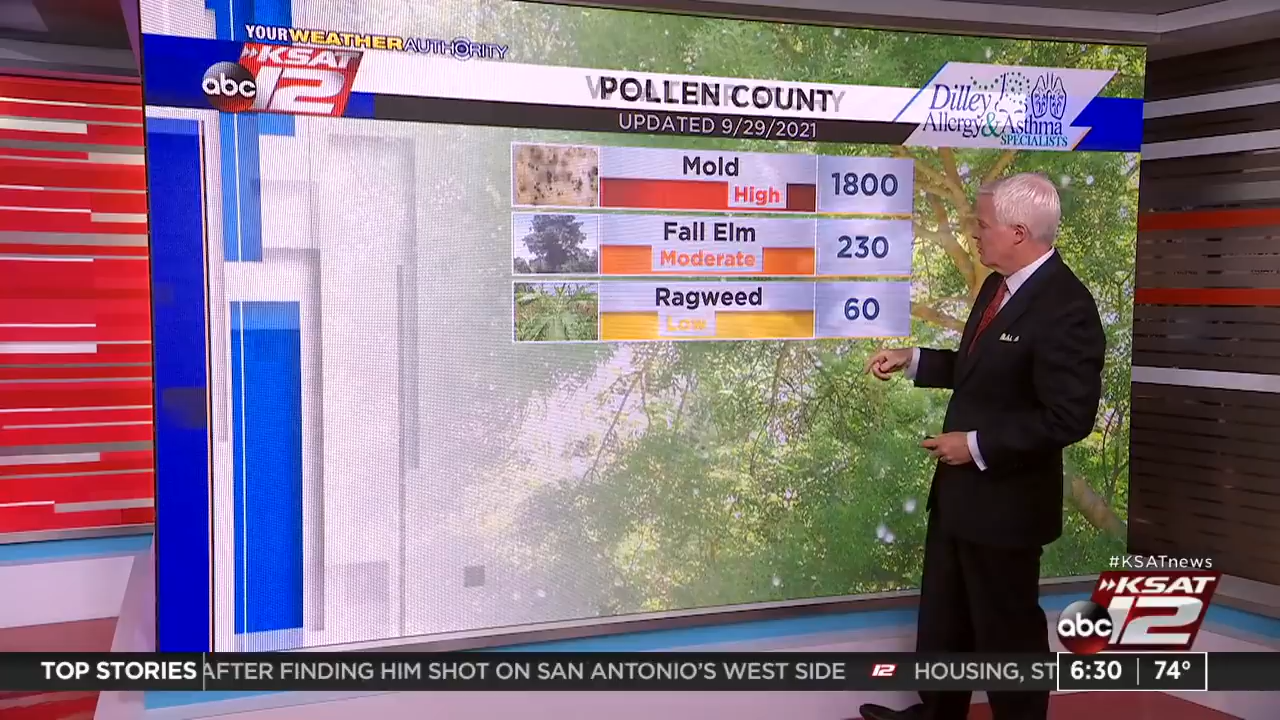 YOUR WEATHER AUTHORITY
abc KSAT 12
POLLEN COUNT
UPDATED 9/29/2021
Dilley
Allergy & Asthma
SPECIALISTS
Mold
High
1800
Fall Elm
Moderate
230
Ragweed
Low
60
#KSATnews
KSAT
abc 12
TOP STORIES AFTER FINDING HIM SHOT ON SAN ANTONIO'S WEST SIDE 12 HOUSING, ST 6:30 74°